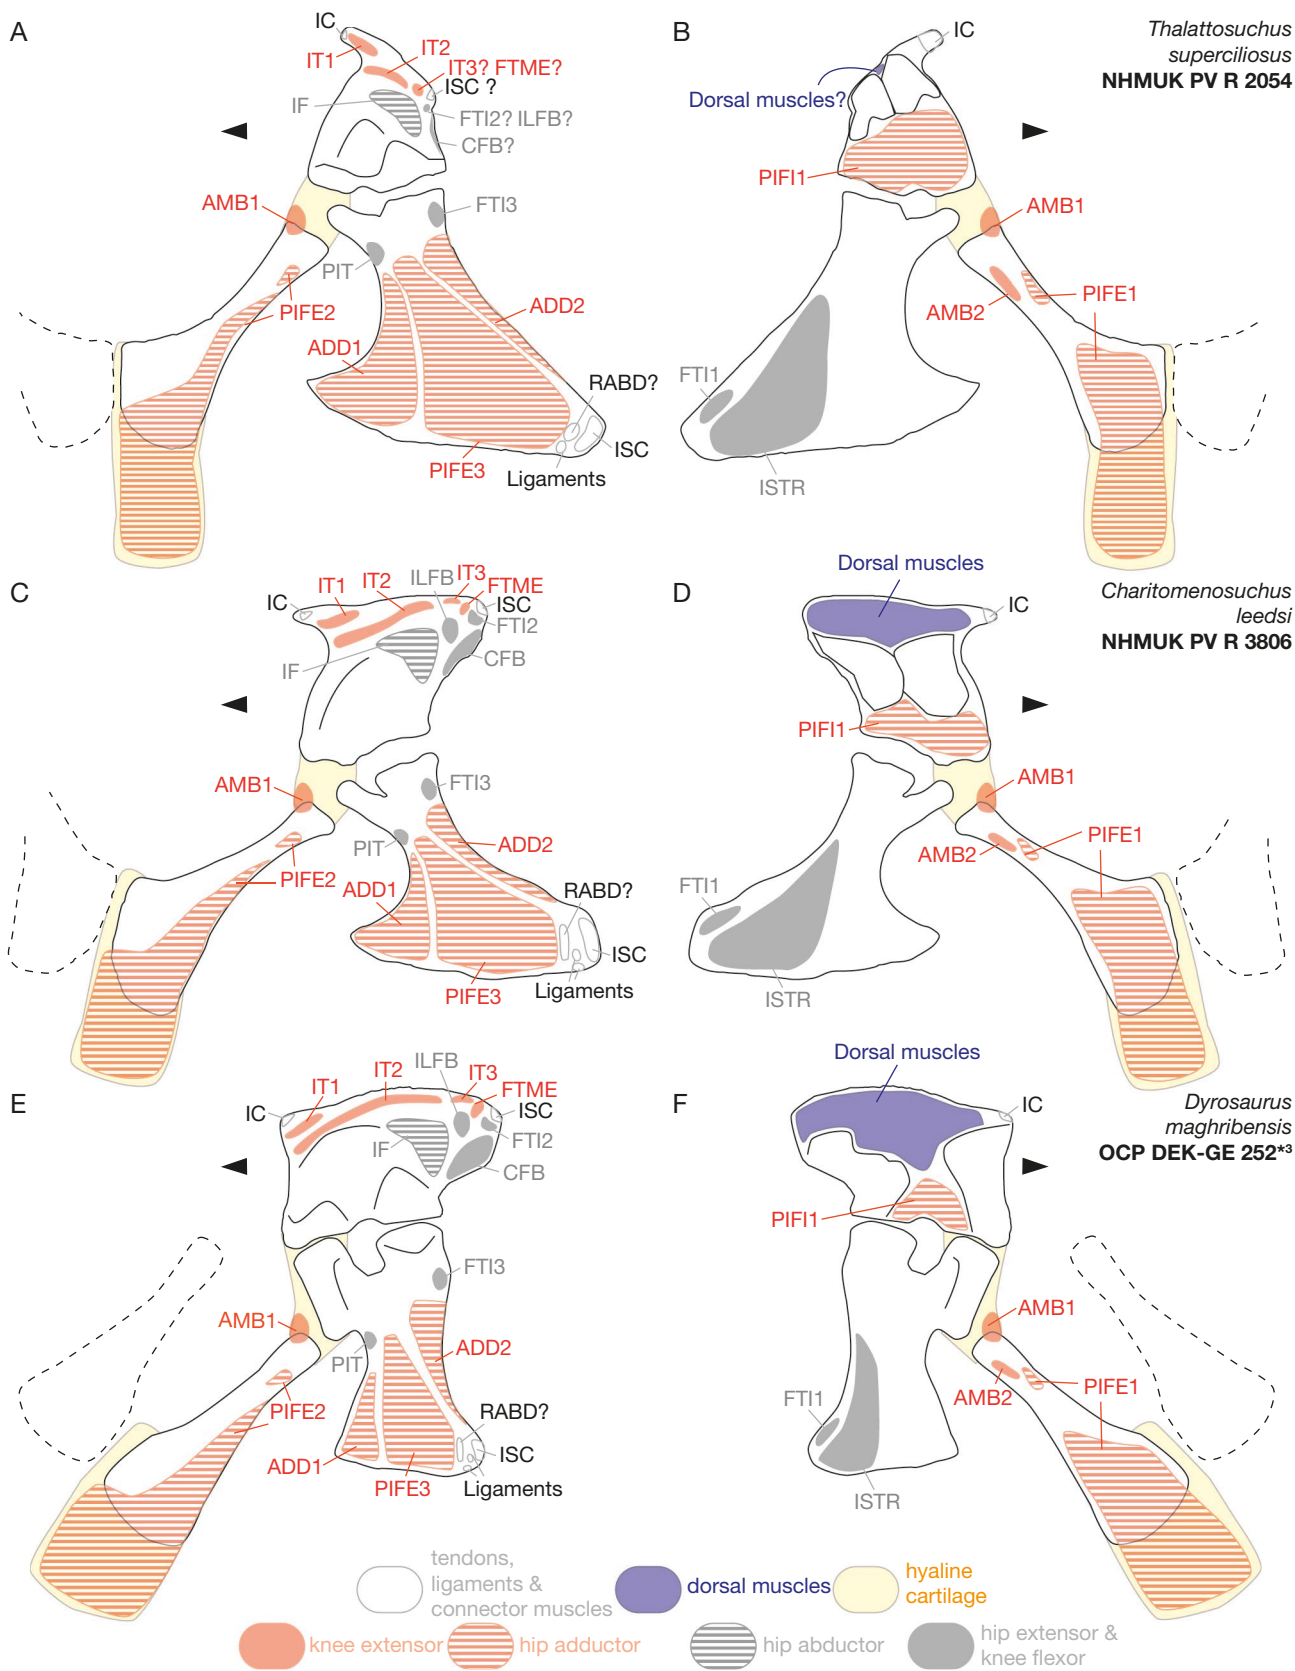 A
IC
IT1
IT2
IT3? FTME?
ISC ?
IF
FTI2? ILFB?
CFB?
AMB1
FTI3
PIT
PIFE2
ADD2
ADD1
RABD?
ISC
PIFE3
Ligaments
B
IC
Thalattosuchus
superciliosus
NHMUK PV R 2054
Dorsal muscles?
PIFI1
AMB1
AMB2
PIFE1
FTI1
ISTR
C
IC
IT1
IT2
ILFB
IT3
FTME
ISC
FTI2
IF
CFB
AMB1
FTI3
PIT
ADD2
PIFE2
ADD1
RABD?
ISC
PIFE3
Ligaments
D
Dorsal muscles
IC
Charitomenosuchus
leedsi
NHMUK PV R 3806
PIFI1
AMB1
AMB2
PIFE1
FTI1
ISTR
E
IC
IT1
IT2
ILFB
IT3
FTME
ISC
FTI2
IF
CFB
FTI3
AMB1
PIT
ADD2
PIFE2
RABD?
ADD1
ISC
PIFE3
Ligaments
F
Dorsal muscles
IC
Dyrosaurus
maghribensis
OCP DEK-GE 252*3
PIFI1
AMB1
AMB2
PIFE1
FTI1
ISTR
tendons,
ligaments &
connector muscles
dorsal muscles
hyaline
cartilage
knee extensor
hip adductor
hip abductor
hip extensor &
knee flexor